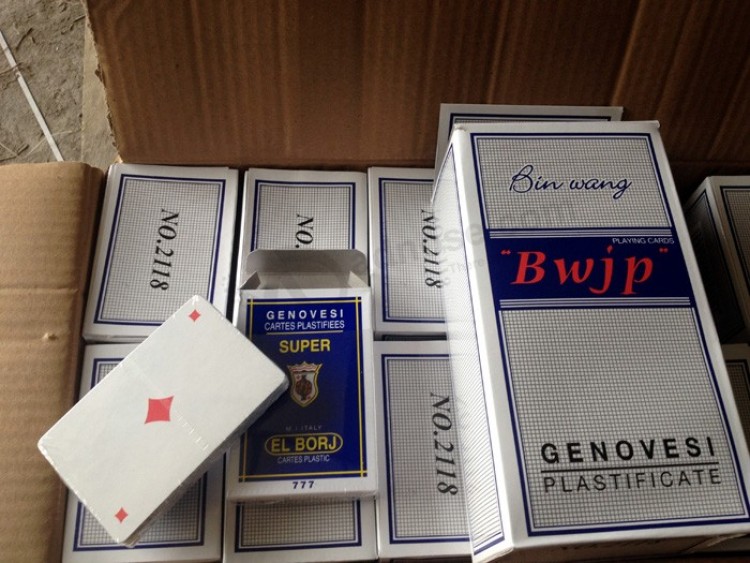 NO.2118
NO.2118
NO.2118
Bin wang
PLAYING CARDS
"Bwjp"
GENOVESI
PLASTIFICATE
GENOVESI
CARTES PLASTIFIEES
SUPER
W.I. ITALY
EL BORJ
CARTES PLASTIC
777
NO.2118